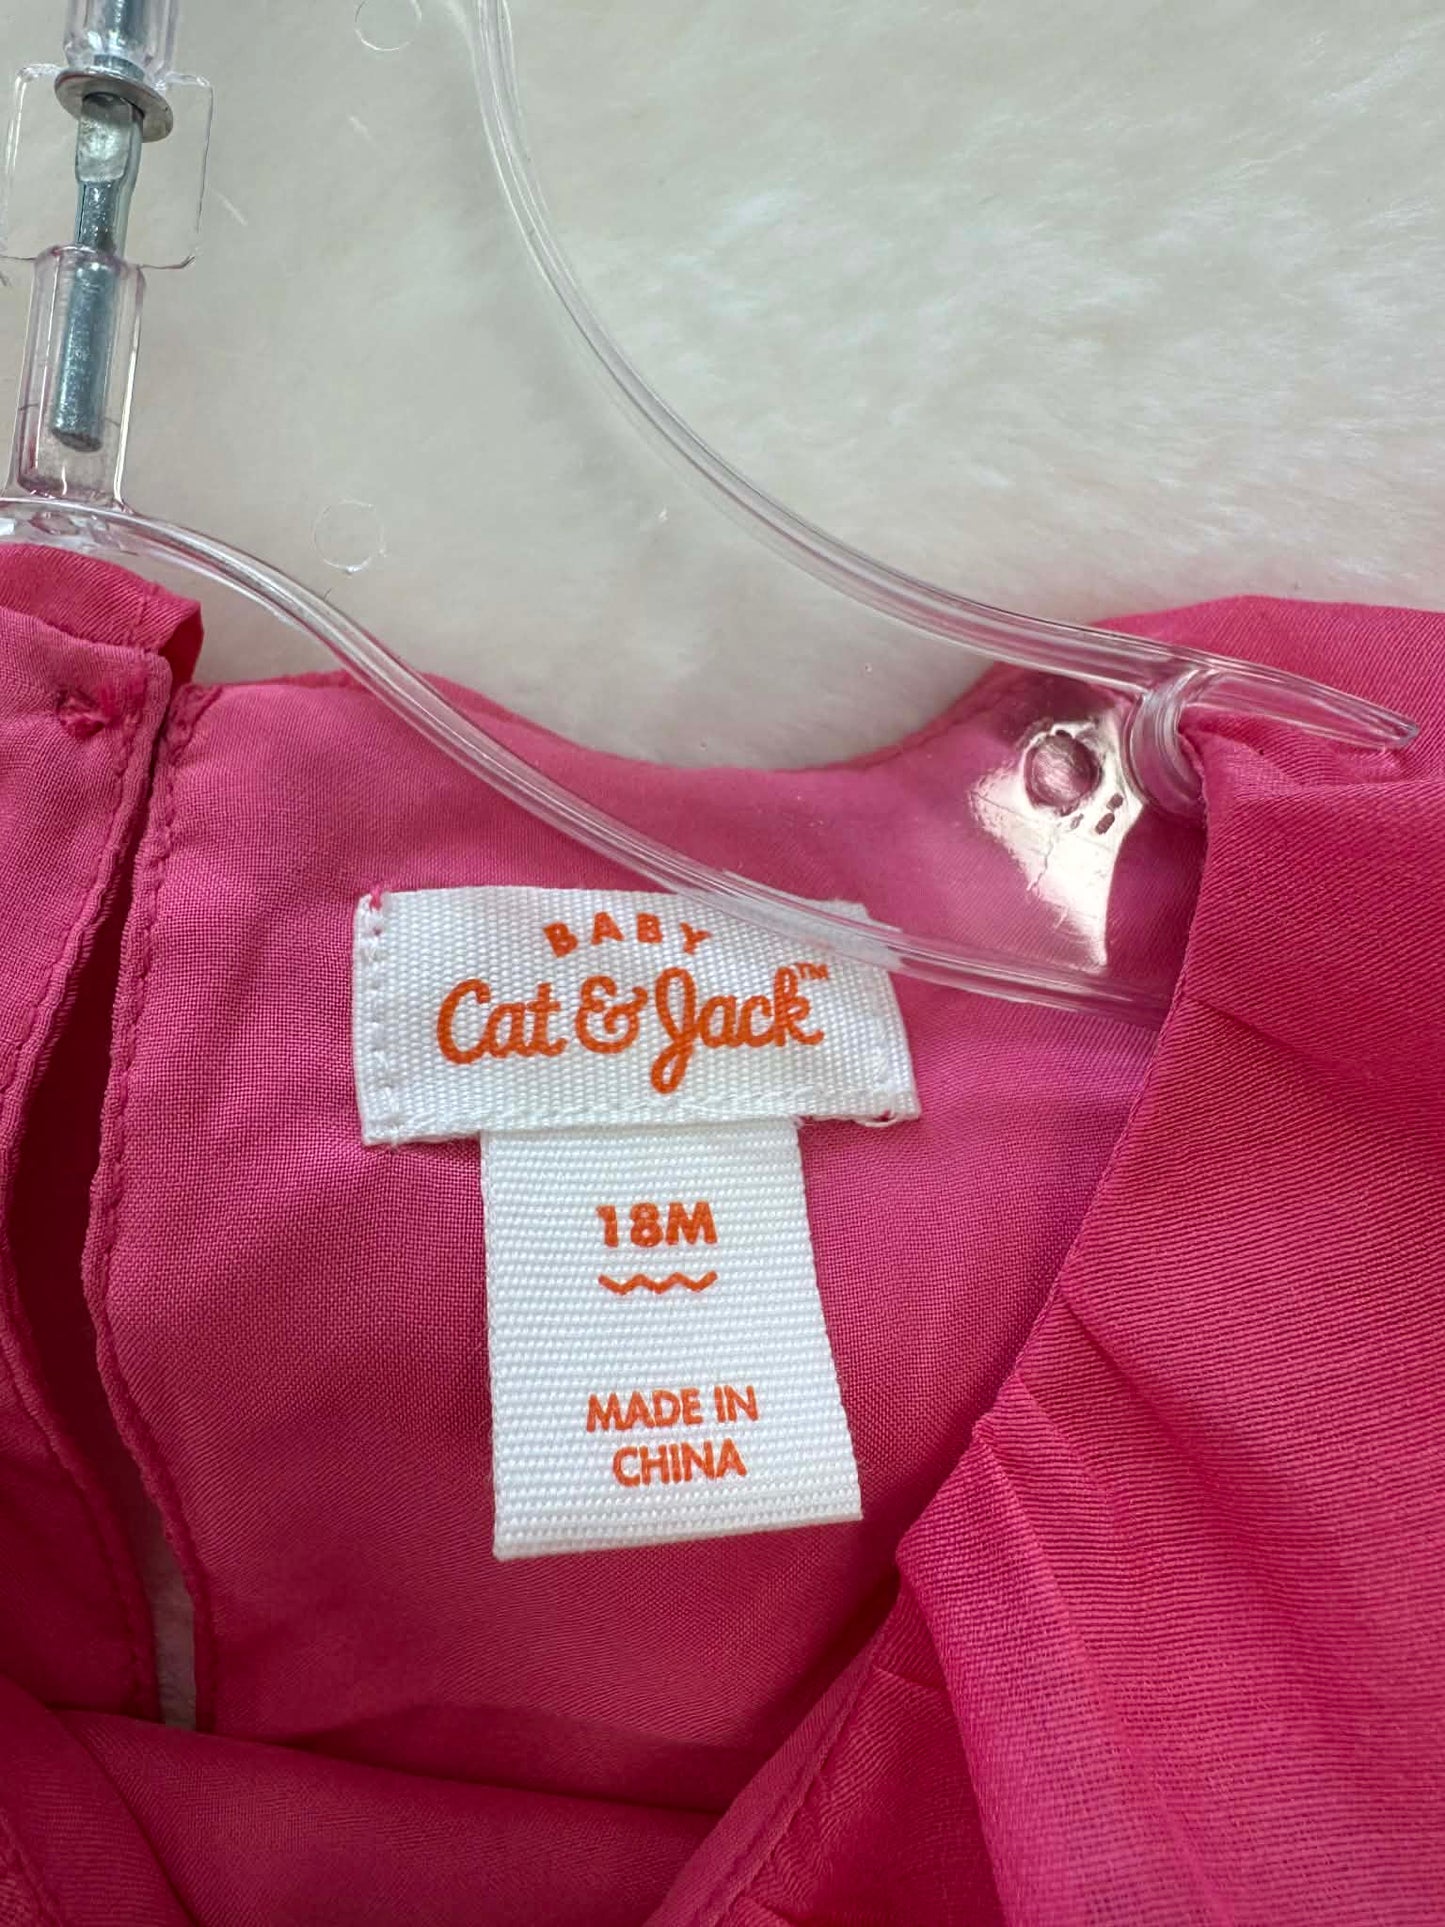 BABY
Cat & Jack™
18M
MADE IN
CHINA